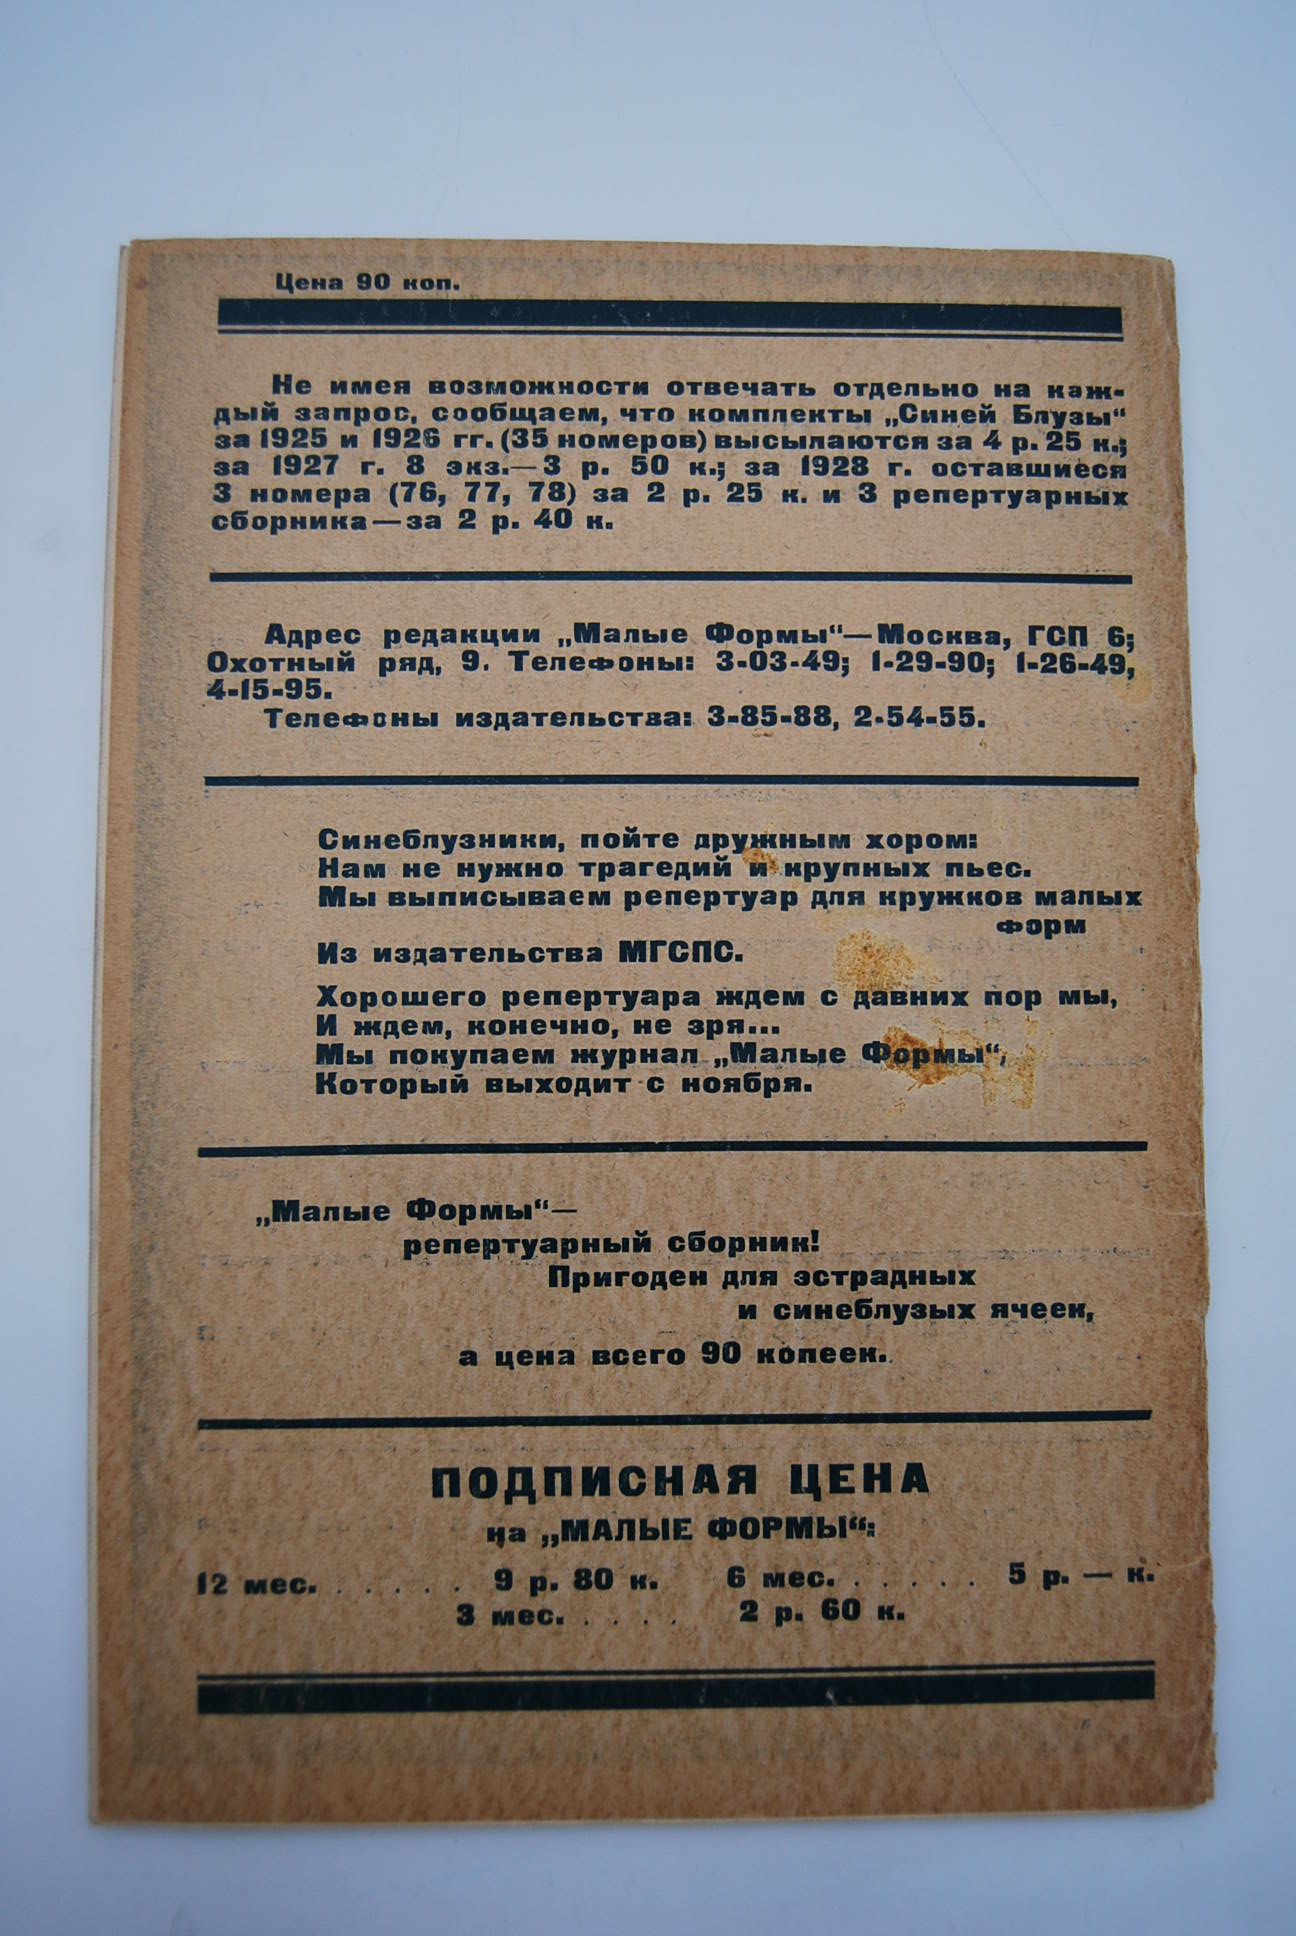 Цена 90 коп.
Не имея возможности отвечать отдельно на каж-
дый запрос, сообщаем, что комплекты „Синей Блузы“
за 1925 и 1926 гг. (35 номеров) высылаются за 4 р. 25 к.;
за 1927 г. 8 экз.—3 р. 50 к.; за 1928 г. оставшиеся
3 номера (76, 77, 78) за 2 р. 25 к. и 3 репертуарных
сборника—за 2 р. 40 к.
Адрес редакции „Малые Формы“—Москва, ГСП 6;
Охотный ряд, 9. Телефоны: 3-03-49; 1-29-90; 1-26-49,
4-15-95.
Телефоны издательства: 3-85-88, 2-54-55.
Синеблузники, пойте дружным хором:
Нам не нужно трагедий и крупных пьес.
Мы выписываем репертуар для кружков малых
форм
Из издательства МГСПС.
Хорошего репертуара ждем с давних пор мы,
И ждем, конечно, не зря...
Мы покупаем журнал „Малые Формы“,
Который выходит с ноября.
„Малые Формы“—
репертуарный сборник!
Пригоден для эстрадных
и синеблузых ячеек,
а цена всего 90 копеек.
ПОДПИСНАЯ ЦЕНА
на „МАЛЫЕ ФОРМЫ“:
12 мес. . . . . . . 9 р. 80 к. 6 мес. . . . . . . 5 р. — к.
3 мес. . . . . 2 р. 60 к.